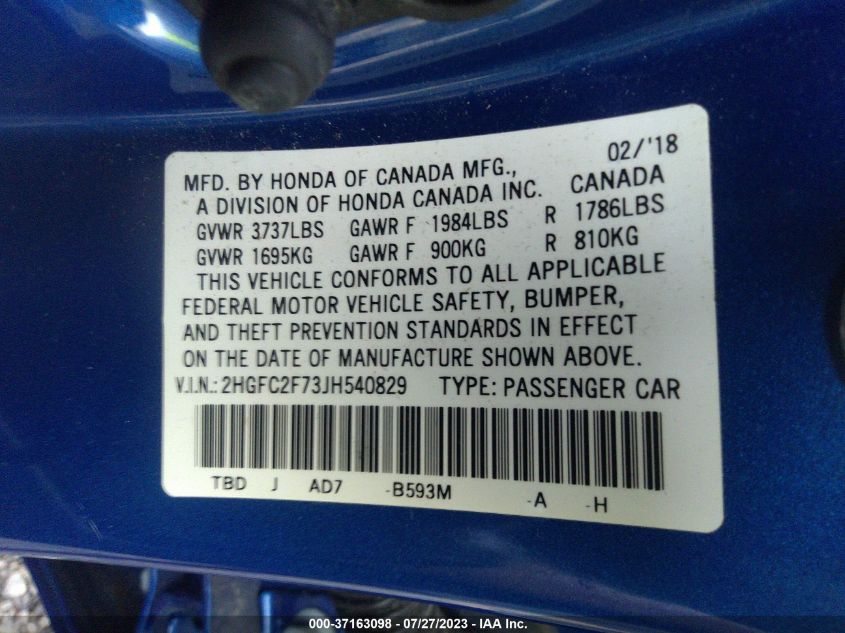 02/'18
MFD. BY HONDA OF CANADA MFG.,
A DIVISION OF HONDA CANADA INC. CANADA
GVWR 3737LBS GAWR F 1984LBS R 1786LBS
GVWR 1695KG GAWR F 900KG R 810KG
THIS VEHICLE CONFORMS TO ALL APPLICABLE
FEDERAL MOTOR VEHICLE SAFETY, BUMPER,
AND THEFT PREVENTION STANDARDS IN EFFECT
ON THE DATE OF MANUFACTURE SHOWN ABOVE.
V.I.N.: 2HGFC2F73JH540829 TYPE: PASSENGER CAR
TBD J AD7 -B593M -A -H
000-37163098 - 07/27/2023 - IAA Inc.